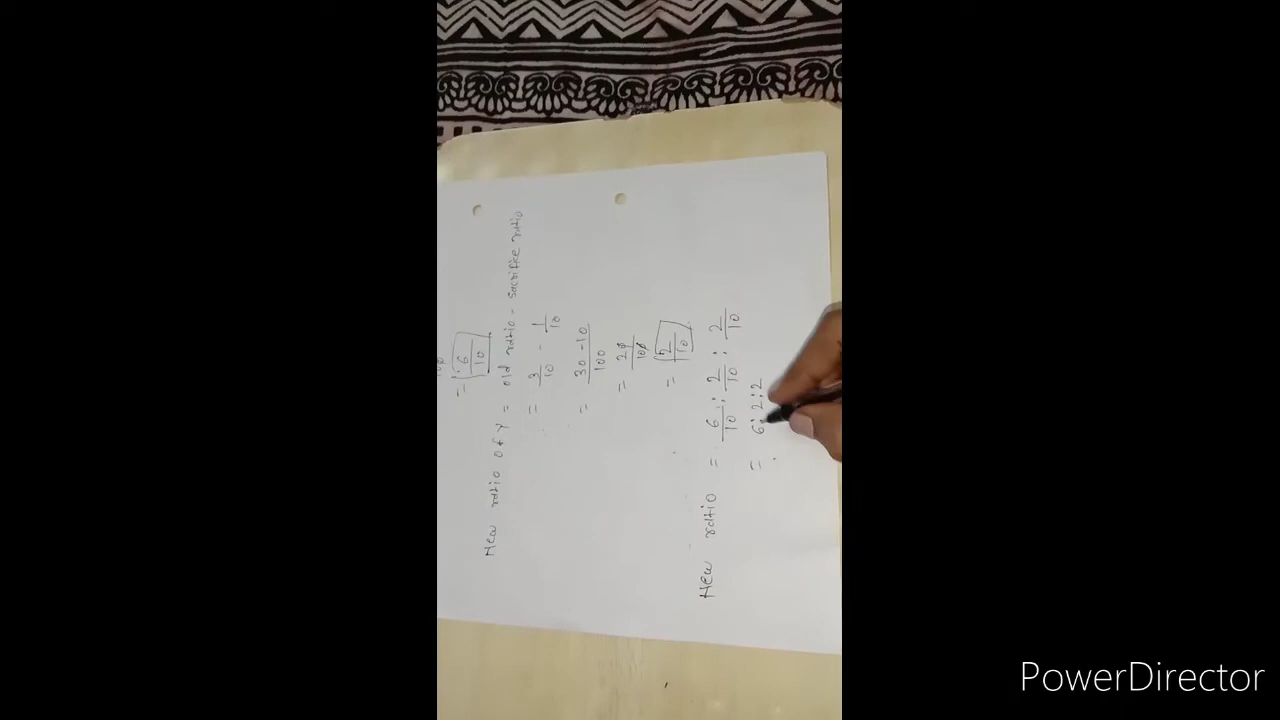 = 6/10
New ratio of y = old ratio - sacrifice ratio
= 3/10 - 1/10
= 30-10/100
= 20/100
= 2/10
New ratio = 6/10 : 2/10 : 2/10
= 6:2:2
PowerDirector